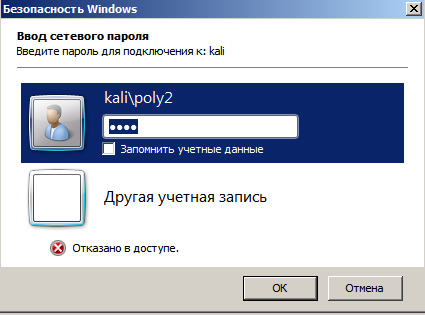 Безопасность Windows
Ввод сетевого пароля
Введите пароль для подключения к: kali
kali\poly2
••••
Запомнить учетные данные
Другая учетная запись
Отказано в доступе.
ОК
Отмена